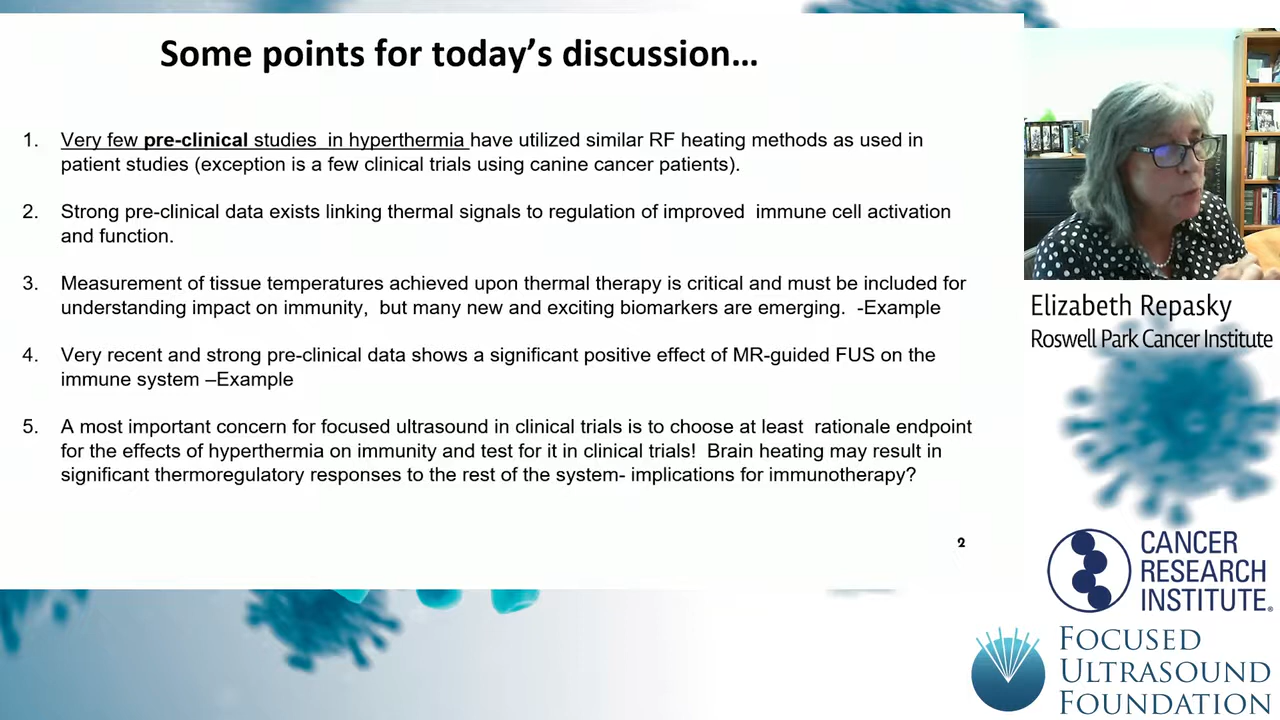 Some points for today's discussion...
1. Very few pre-clinical studies in hyperthermia have utilized similar RF heating methods as used in
patient studies (exception is a few clinical trials using canine cancer patients).
2. Strong pre-clinical data exists linking thermal signals to regulation of improved immune cell activation
and function.
3. Measurement of tissue temperatures achieved upon thermal therapy is critical and must be included for
understanding impact on immunity, but many new and exciting biomarkers are emerging. -Example
4. Very recent and strong pre-clinical data shows a significant positive effect of MR-guided FUS on the
immune system –Example
5. A most important concern for focused ultrasound in clinical trials is to choose at least rationale endpoint
for the effects of hyperthermia on immunity and test for it in clinical trials! Brain heating may result in
significant thermoregulatory responses to the rest of the system- implications for immunotherapy?
2
Elizabeth Repasky
Roswell Park Cancer Institute
CANCER
RESEARCH
INSTITUTE®
FOCUSED
ULTRASOUND
FOUNDATION